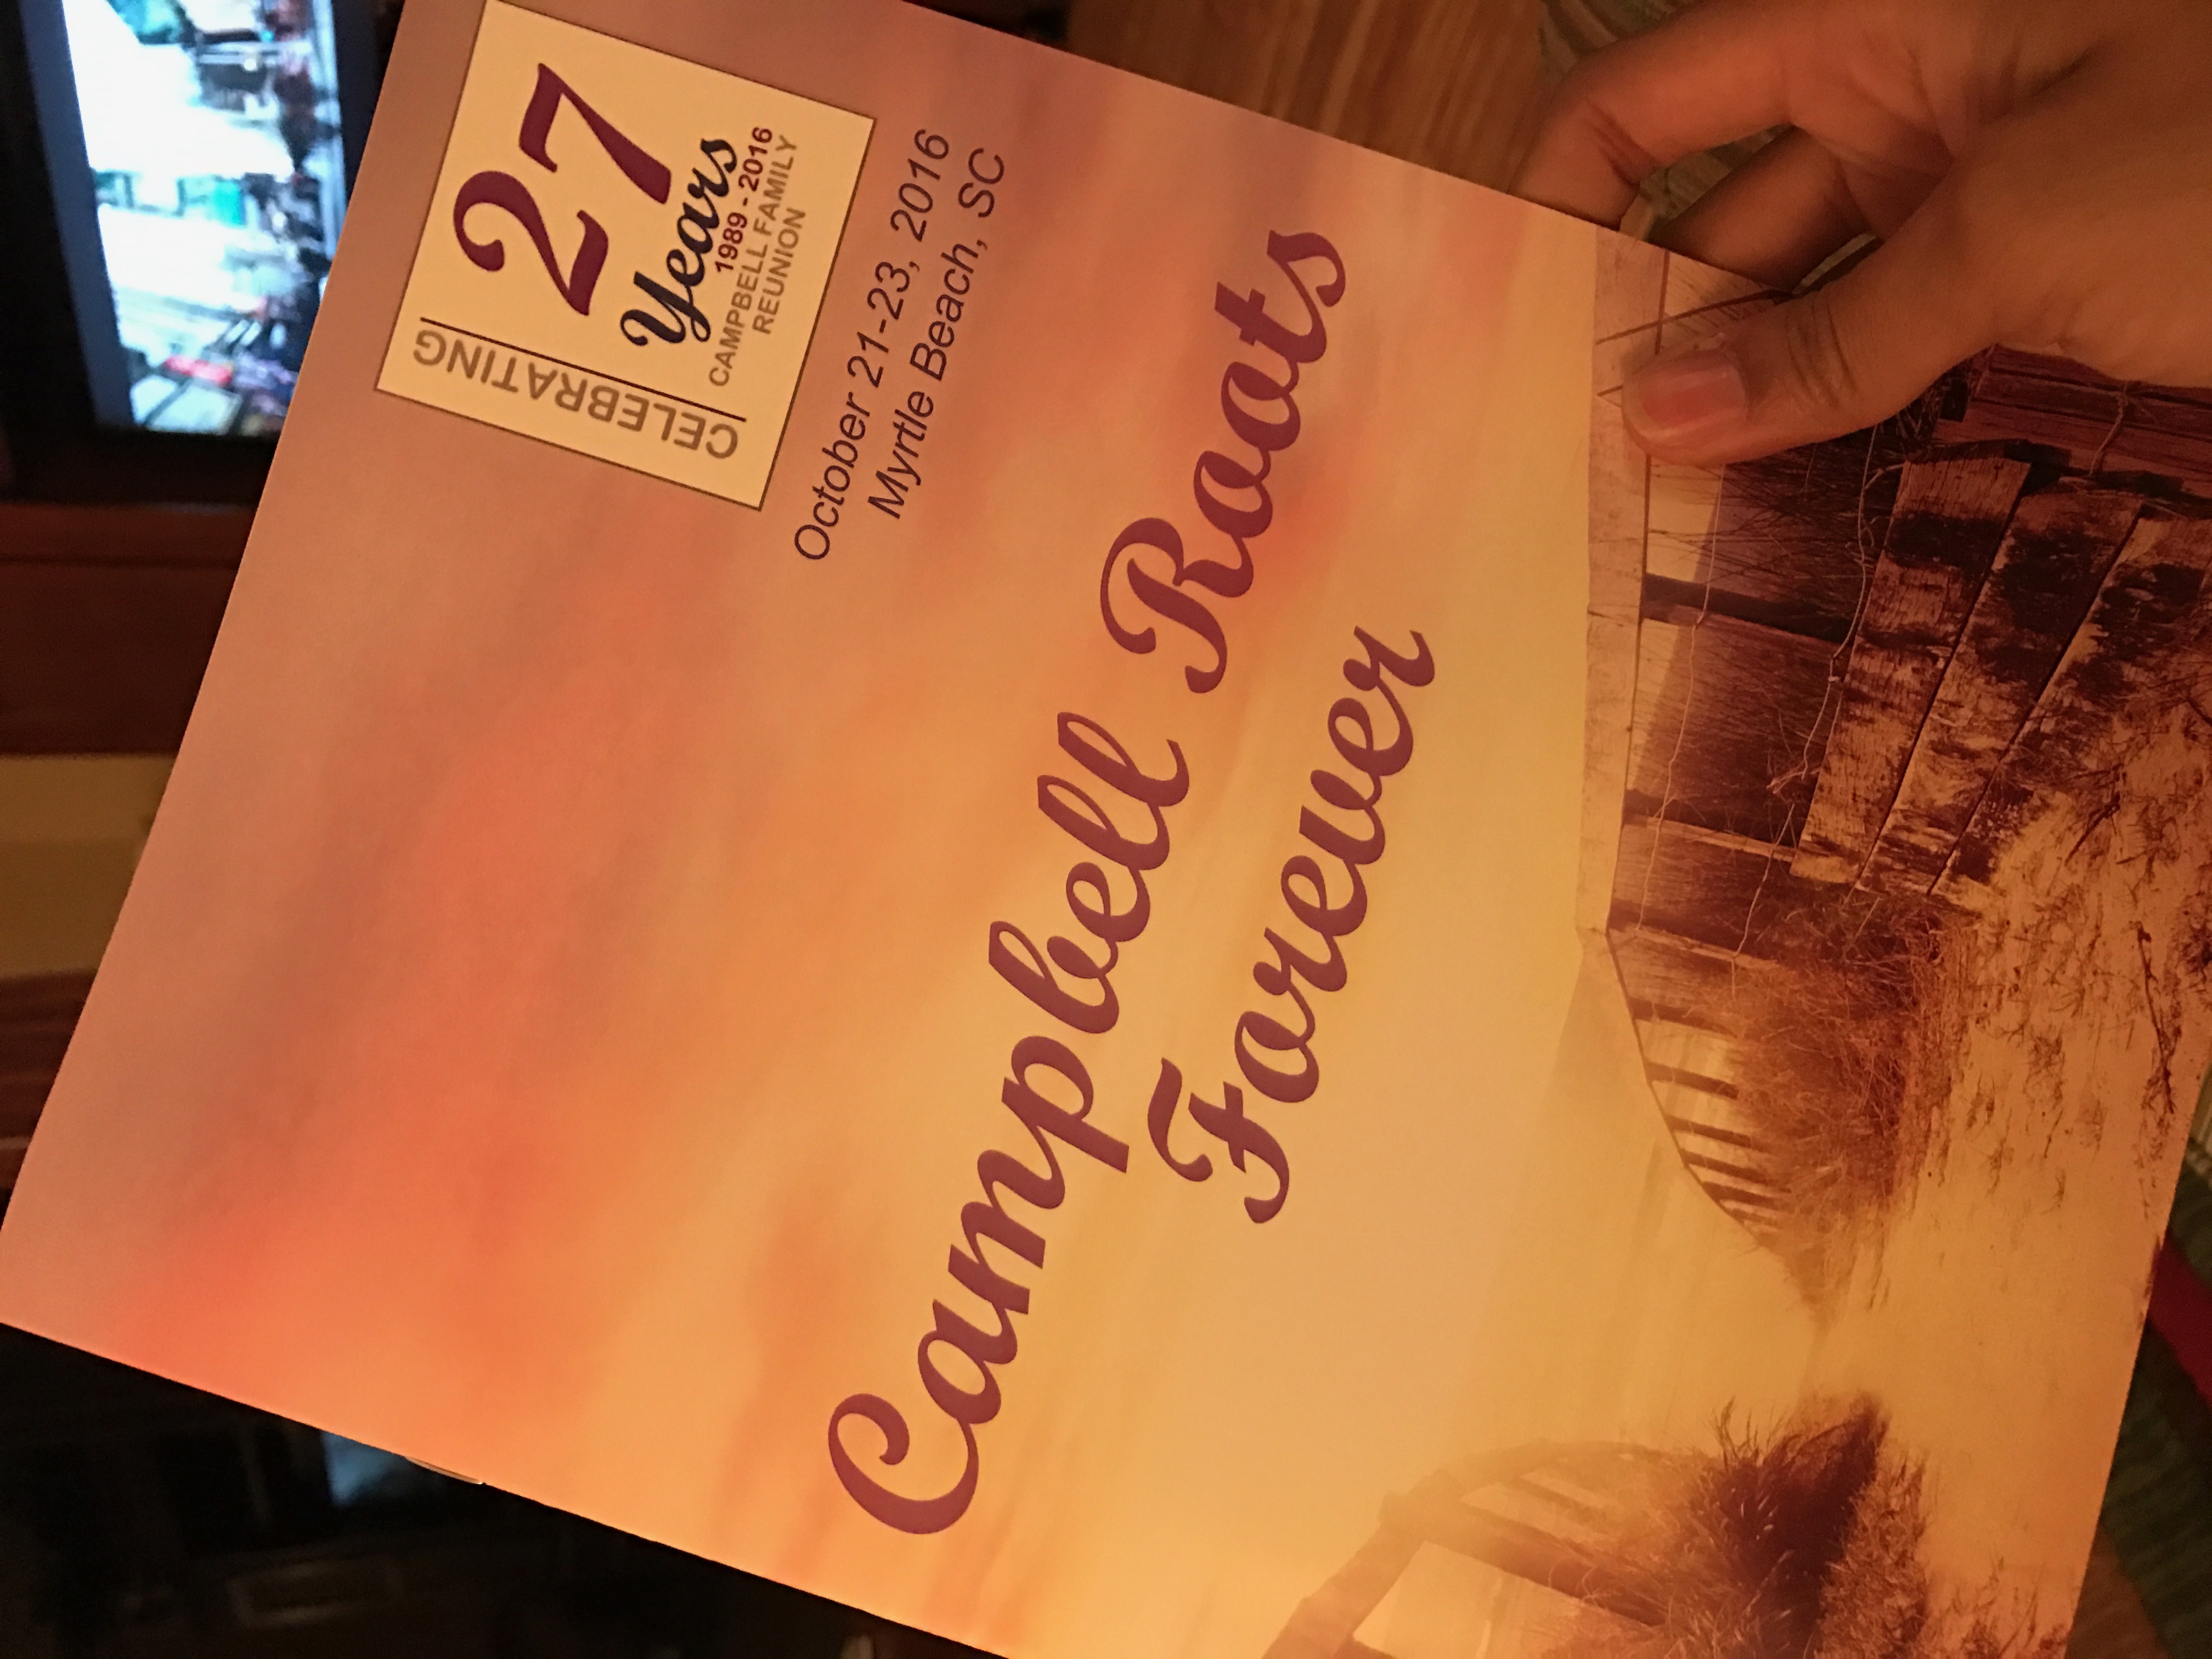 CELEBRATING
27
Years
1989 - 2016
CAMPBELL FAMILY
REUNION
October 21-23, 2016
Myrtle Beach, SC
Campbell Roots
Forever